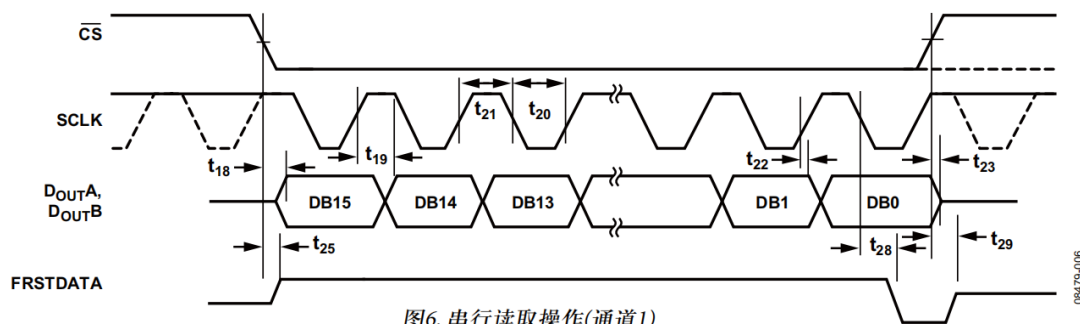 CS
SCLK
t21
t20
t18
t19
t22
t23
DOUTA,
DOUTB
DB15
DB14
DB13
DB1
DB0
t25
t28
t29
FRSTDATA
图6. 串行读取操作(通道1)
08479-006